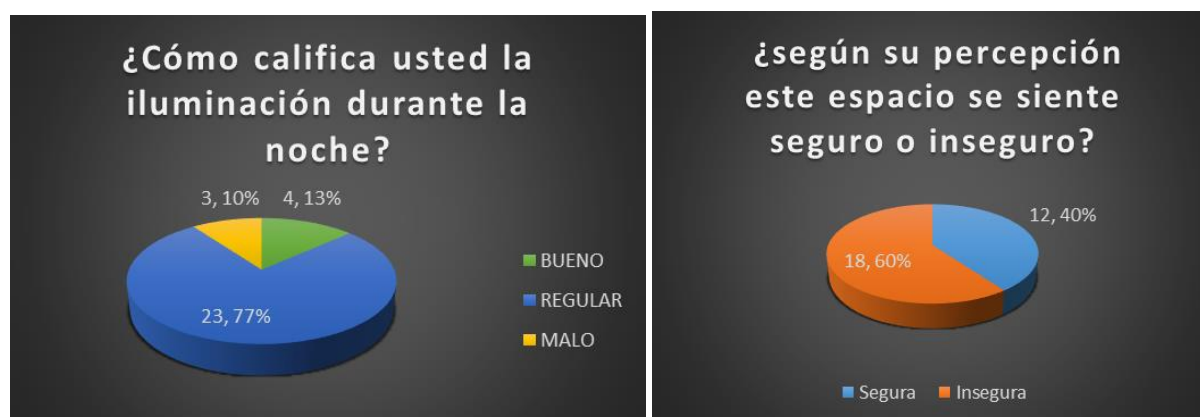 ¿Cómo califica usted la
iluminación durante la
noche?
3, 10%
4, 13%
23, 77%
BUENO
REGULAR
MALO
¿según su percepción
este espacio se siente
seguro o inseguro?
12, 40%
18, 60%
Segura
Insegura